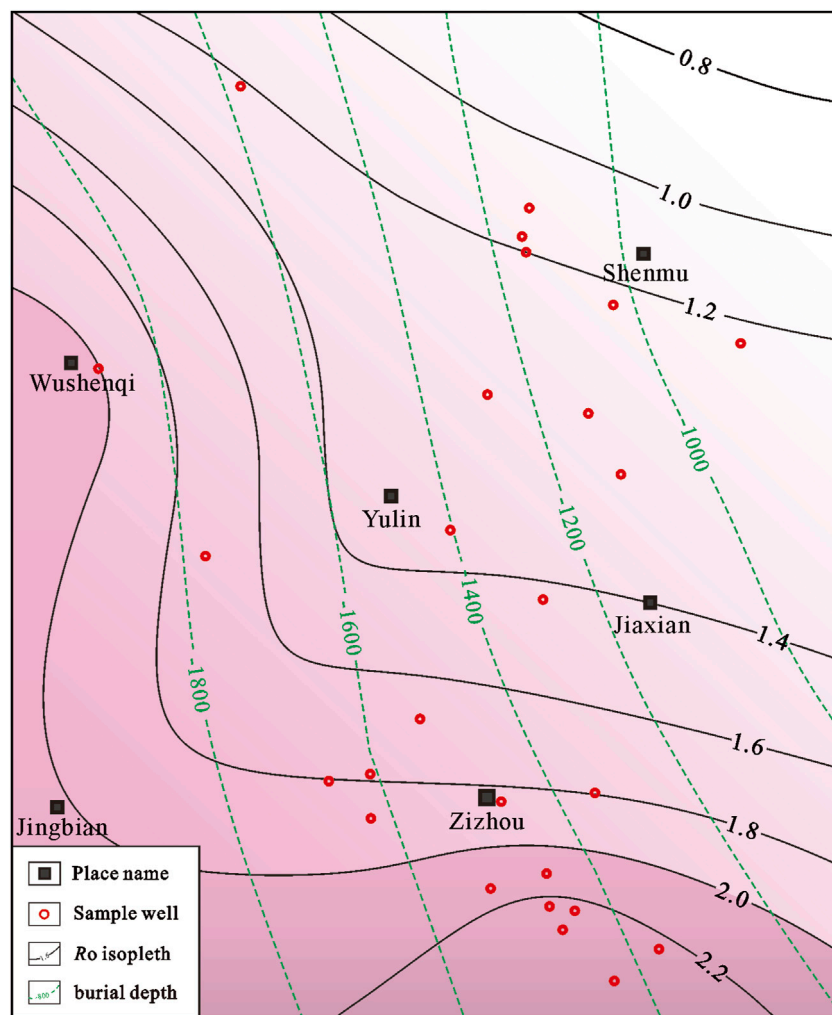 0.8
1.0
Shenmu
1.2
Wushenqi
1000
Yulin
1200
1400
Jiaxian
1.4
1600
1800
1.6
Jingbian
Zizhou
1.8
2.0
2.2
Place name
Sample well
Ro isopleth
burial depth